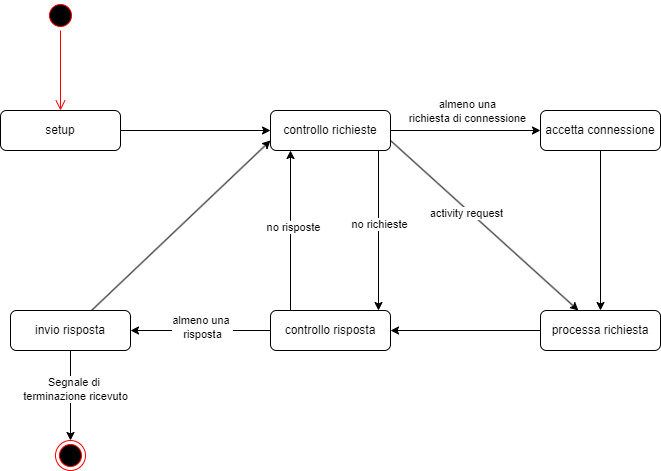 almeno una
richiesta di connessione
setup
controllo richieste
accetta connessione
activity request
no risposte
no richieste
almeno una
risposta
invio risposta
controllo risposta
processa richiesta
Segnale di
terminazione ricevuto